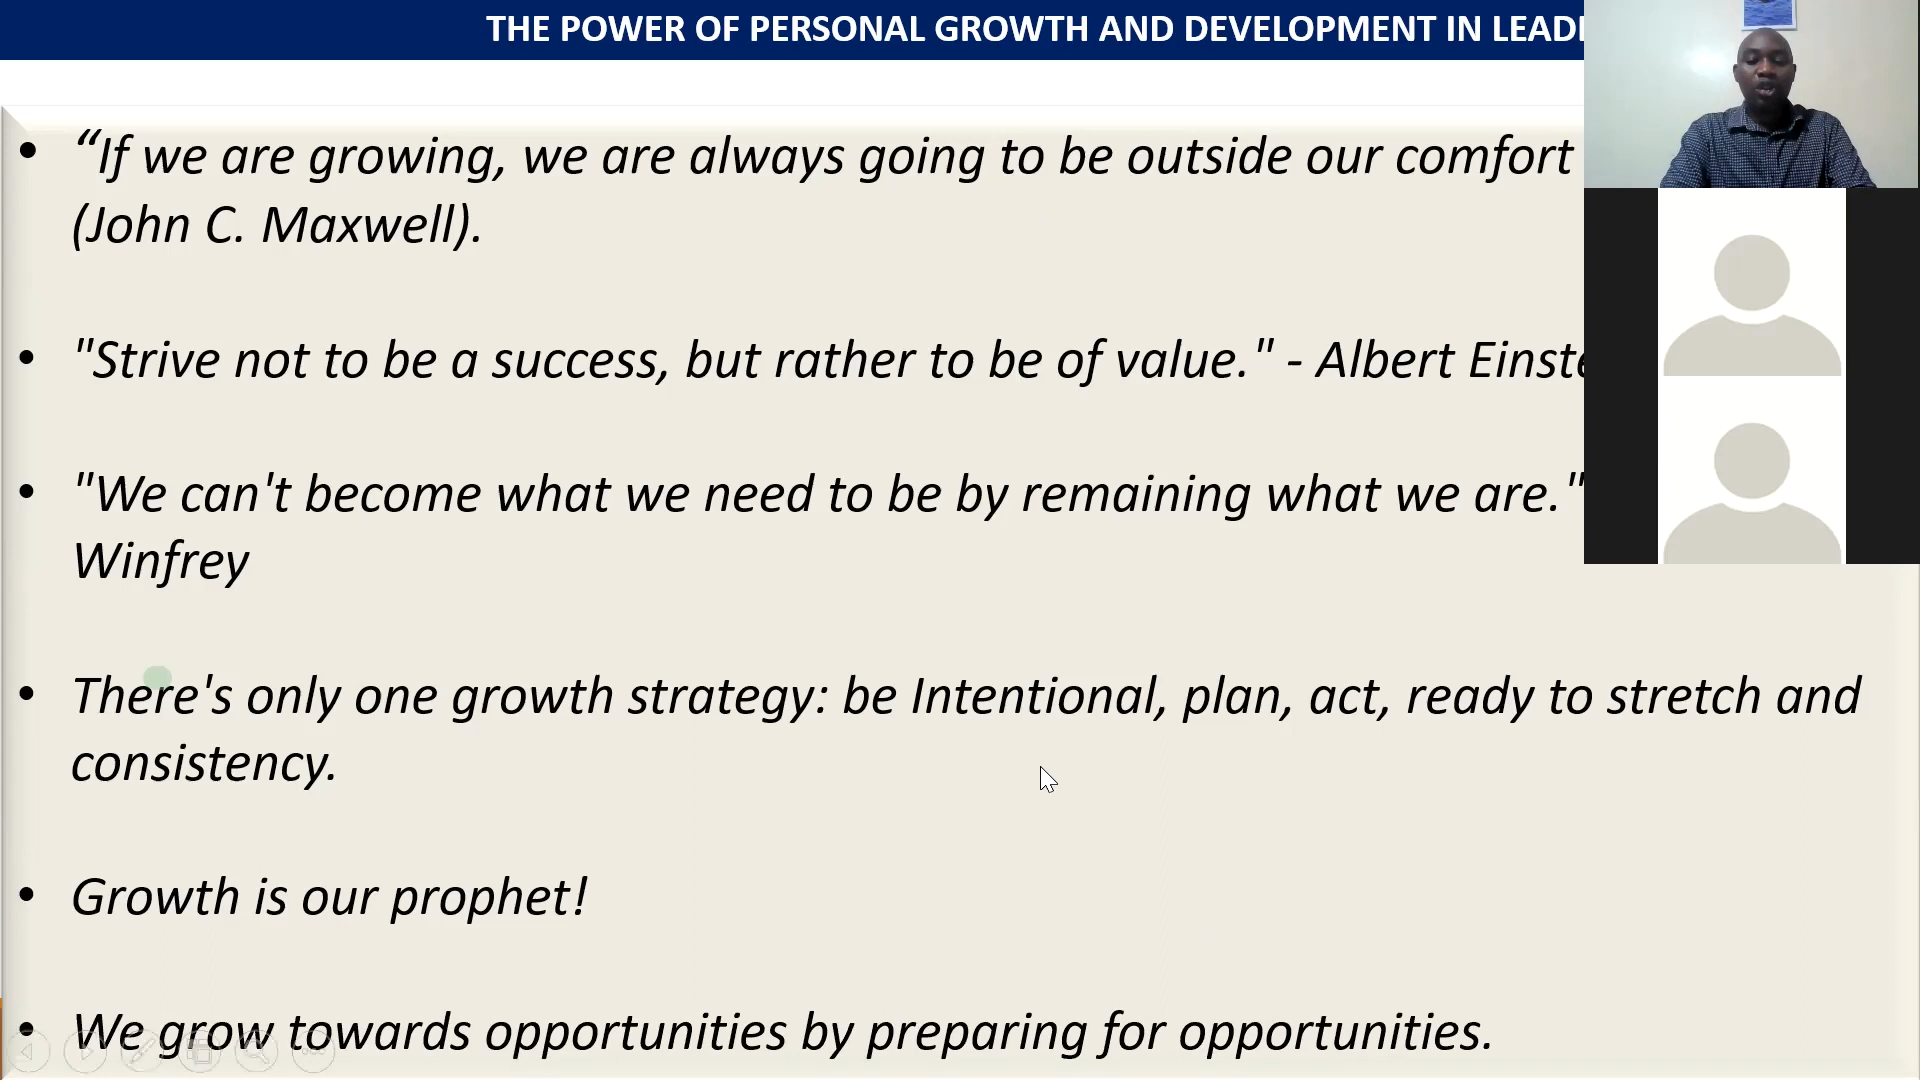 THE POWER OF PERSONAL GROWTH AND DEVELOPMENT IN
• “If we are growing, we are always going to be outside our comfort
(John C. Maxwell).
• "Strive not to be a success, but rather to be of value." - Albert
• "We can't become what we need to be by remaining what we are."
Winfrey
• There's only one growth strategy: be Intentional, plan, act, ready to stretch and
consistency.
• Growth is our prophet!
• We grow towards opportunities by preparing for opportunities.